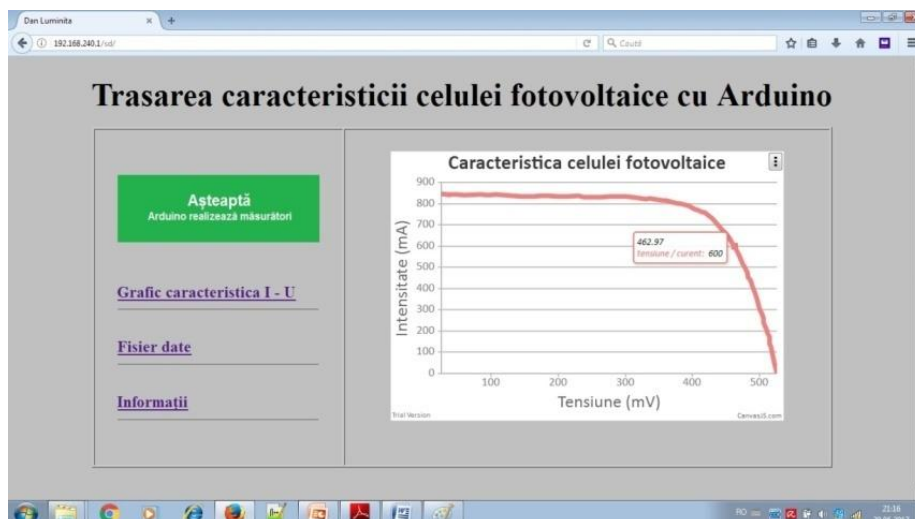 Dan Luminita
192.168.240.1/sd/
Caută
Trasarea caracteristicii celulei fotovoltaice cu Arduino
Așteaptă
Arduino realizează măsurători
Grafic caracteristica I - U
Fisier date
Informații
Caracteristica celulei fotovoltaice
Intensitate (mA)
900
800
700
600
500
400
300
200
100
0
462.97
tensiune / curent: 600
100 200 300 400 500
Tensiune (mV)
Trial Version
CanvasJS.com
RO
21:16